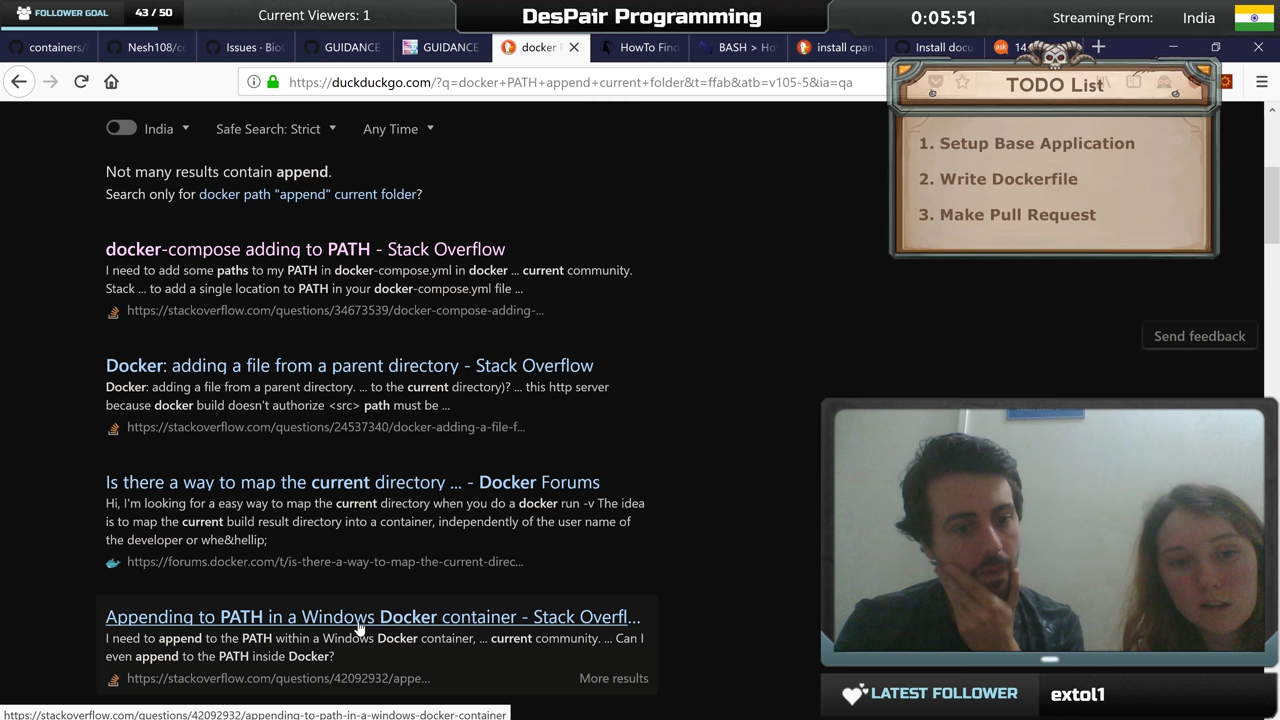 FOLLOWER GOAL 43 / 50
Current Viewers: 1
DesPair Programming
0:05:51
Streaming From: India
containers/
Nesh108/co
Issues · Bio
GUIDANCE
GUIDANCE
docker
HowTo Find
BASH > Ho
install cpan
Install docu
ask 14.
https://duckduckgo.com/?q=docker+PATH+append+current+folder&t=ffab&atb=v105-5&ia=qa
TODO List
1. Setup Base Application
2. Write Dockerfile
3. Make Pull Request
India
Safe Search: Strict
Any Time
Not many results contain append.
Search only for docker path "append" current folder?
docker-compose adding to PATH - Stack Overflow
I need to add some paths to my PATH in docker-compose.yml in docker ... current community.
Stack ... to add a single location to PATH in your docker-compose.yml file ...
https://stackoverflow.com/questions/34673539/docker-compose-adding-...
Send feedback
Docker: adding a file from a parent directory - Stack Overflow
Docker: adding a file from a parent directory. ... to the current directory)? ... this http server
because docker build doesn't authorize <src> path must be ...
https://stackoverflow.com/questions/24537340/docker-adding-a-file-f...
Is there a way to map the current directory ... - Docker Forums
Hi, I'm looking for a easy way to map the current directory when you do a docker run -v The idea
is to map the current build result directory into a container, independently of the user name of
the developer or whe&hellip;
https://forums.docker.com/t/is-there-a-way-to-map-the-current-direc...
Appending to PATH in a Windows Docker container - Stack Overfl...
I need to append to the PATH within a Windows Docker container, ... current community. ... Can I
even append to the PATH inside Docker?
https://stackoverflow.com/questions/42092932/appe...
More results
LATEST FOLLOWER
extol1
https://stackoverflow.com/questions/42092932/appending-to-path-in-a-windows-docker-container